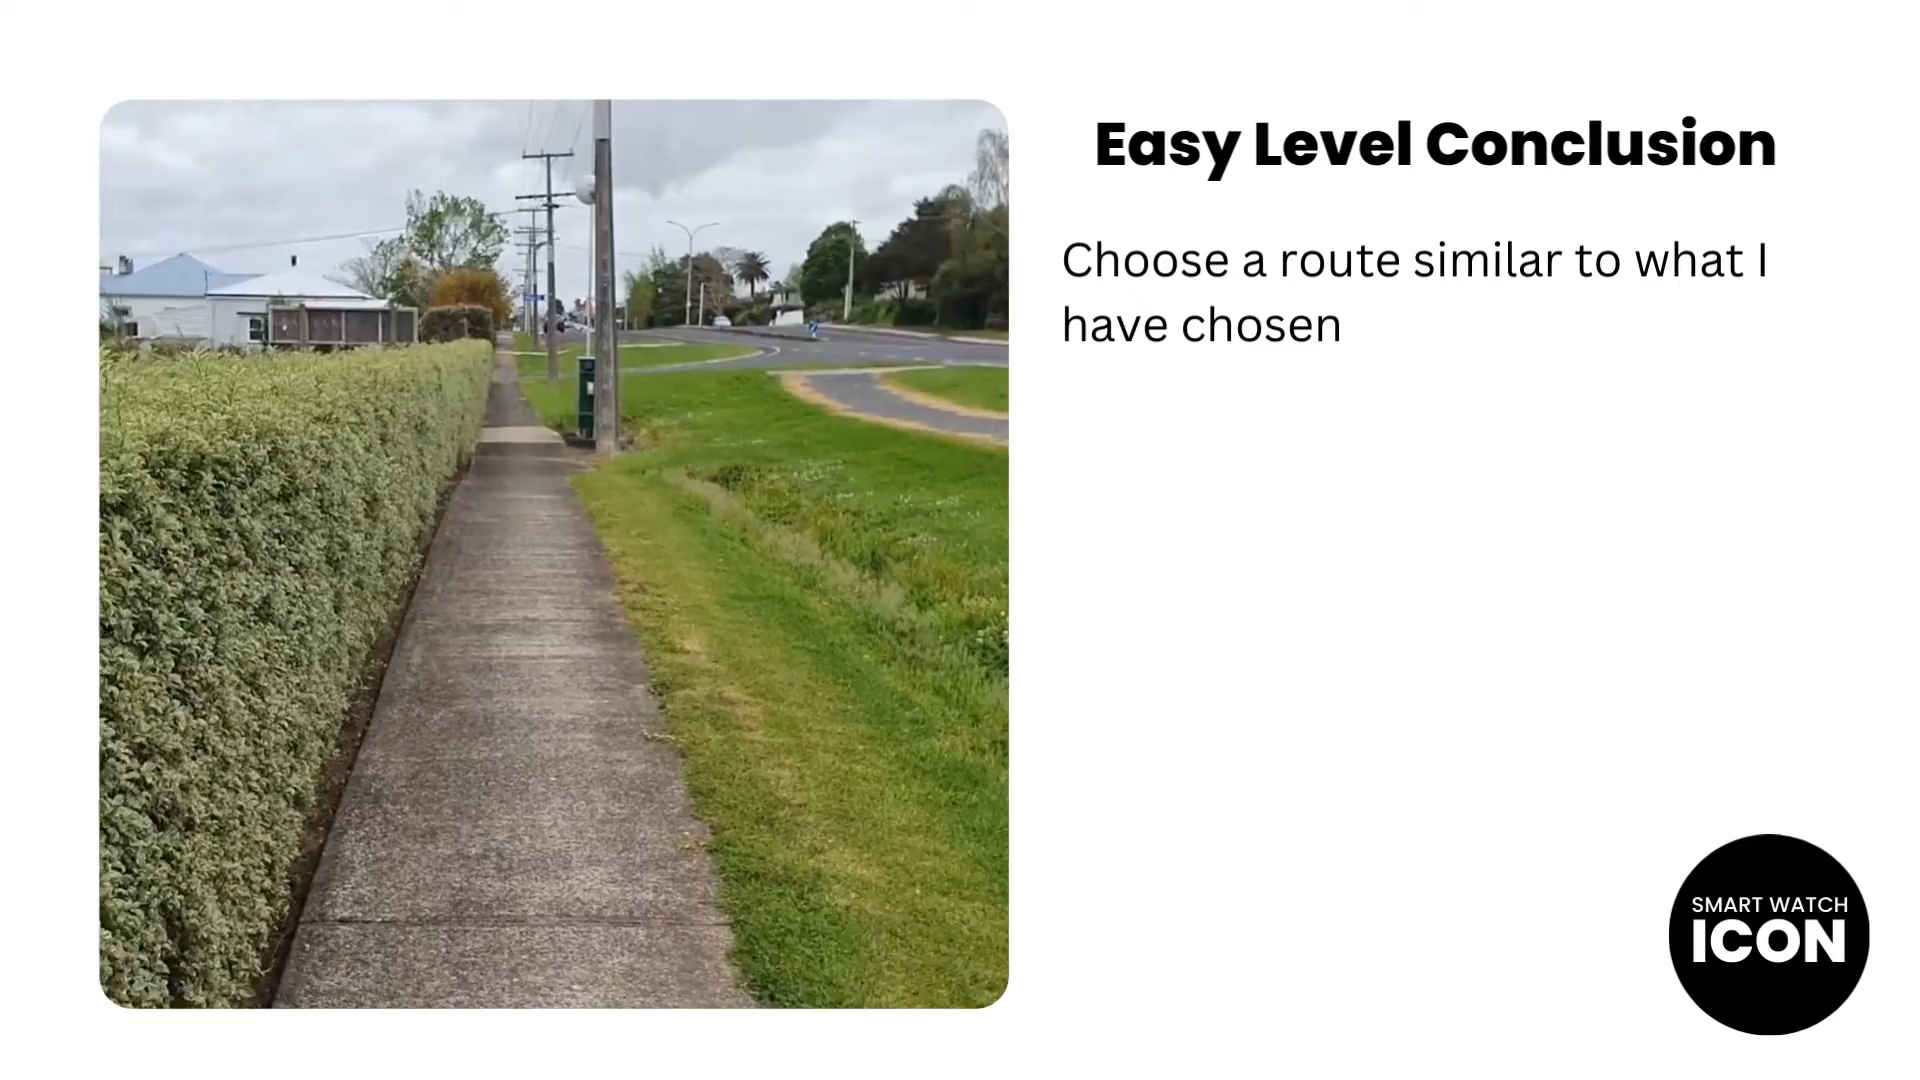 Easy Level Conclusion
Choose a route similar to what I
have chosen
SMART WATCH
ICON